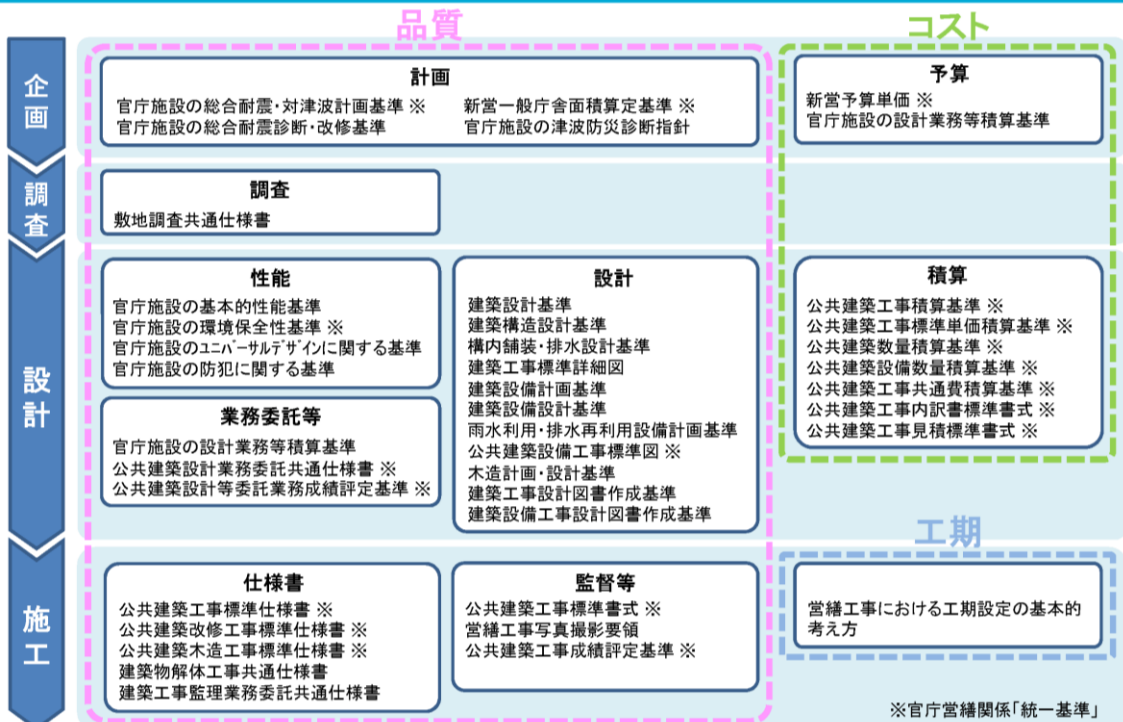 品質
コスト
企画
計画
官庁施設の総合耐震・対津波計画基準 ※
官庁施設の総合耐震診断・改修基準
新営一般庁舎面積算定基準 ※
官庁施設の津波防災診断指針
予算
新営予算単価 ※
官庁施設の設計業務等積算基準
調査
調査
敷地調査共通仕様書
設計
性能
官庁施設の基本的性能基準
官庁施設の環境保全性基準 ※
官庁施設のユニバーサルデザインに関する基準
官庁施設の防犯に関する基準
業務委託等
官庁施設の設計業務等積算基準
公共建築設計業務委託共通仕様書 ※
公共建築設計等委託業務成績評定基準 ※
設計
建築設計基準
建築構造設計基準
構内舗装・排水設計基準
建築工事標準詳細図
建築設備計画基準
建築設備設計基準
雨水利用・排水再利用設備計画基準
公共建築設備工事標準図 ※
木造計画・設計基準
建築工事設計図書作成基準
建築設備工事設計図書作成基準
積算
公共建築工事積算基準 ※
公共建築工事標準単価積算基準 ※
公共建築数量積算基準 ※
公共建築設備数量積算基準 ※
公共建築工事共通費積算基準 ※
公共建築工事内訳書標準書式 ※
公共建築工事見積標準書式 ※
施工
仕様書
公共建築工事標準仕様書 ※
公共建築改修工事標準仕様書 ※
公共建築木造工事標準仕様書 ※
建築物解体工事共通仕様書
建築工事監理業務委託共通仕様書
監督等
公共建築工事標準書式 ※
営繕工事写真撮影要領
公共建築工事成績評定基準 ※
工期
営繕工事における工期設定の基本的
考え方
※官庁営繕関係「統一基準」